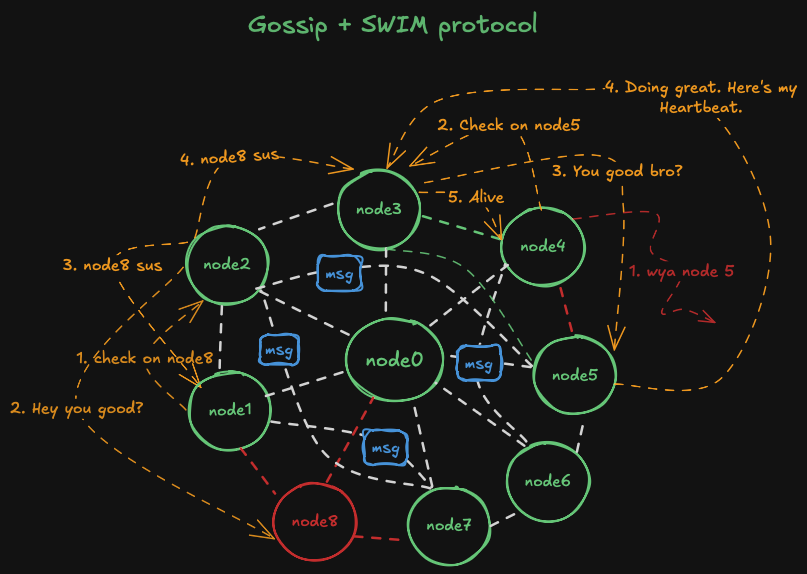 Gossip + SWIM protocol
4. Doing great. Here's my
Heartbeat.
2. Check on node5
4. node8 sus
3. You good bro?
5. Alive
node3
node4
node2
3. node8 sus
msg
1. wya node 5
1. Check on node8
msg
node0
msg
node5
2. Hey you good?
node1
msg
node6
node8
node7